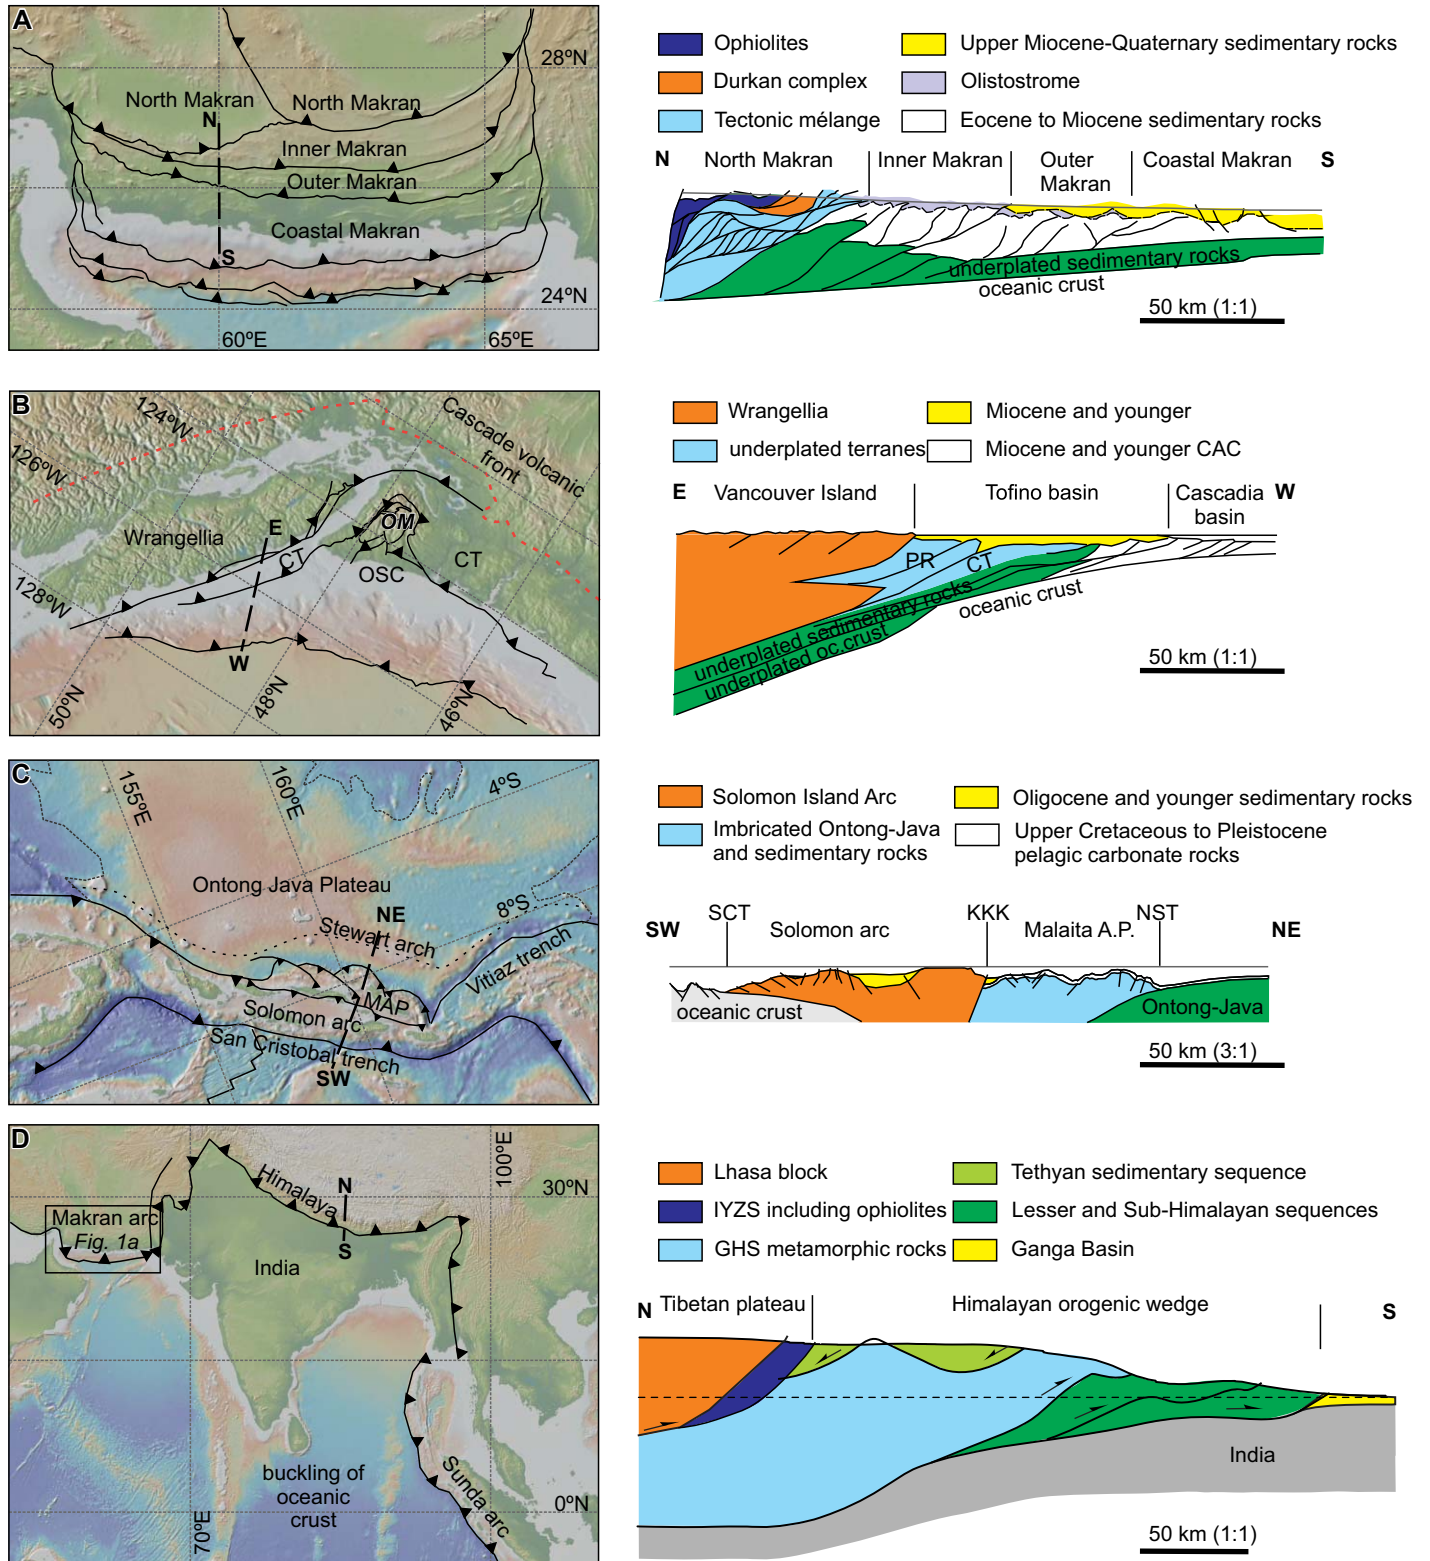 A
28ºN
North Makran
North Makran
N
Inner Makran
Outer Makran
Coastal Makran
S
24ºN
60ºE
65ºE
Ophiolites
Upper Miocene-Quaternary sedimentary rocks
Durkan complex
Olistostrome
Tectonic mélange
Eocene to Miocene sedimentary rocks
N
North Makran
Inner Makran
Outer
Makran
Coastal Makran
S
underplated sedimentary rocks
oceanic crust
50 km (1:1)
B
124ºW
126ºW
128ºW
Cascade volcanic
front
Wrangellia
E
OM
CT
CT
OSC
W
50ºN
48ºN
46ºN
Wrangellia
Miocene and younger
underplated terranes
Miocene and younger CAC
E
Vancouver Island
Tofino basin
Cascadia
basin
W
PR
CT
underplated sedimentary rocks
underplated oc.crust
oceanic crust
50 km (1:1)
C
155ºE
160ºE
4ºS
Ontong Java Plateau
NE
8ºS
Stewart arch
Vitiaz trench
MAP
Solomon arc
San Cristobal trench
SW
Solomon Island Arc
Oligocene and younger sedimentary rocks
Imbricated Ontong-Java
and sedimentary rocks
Upper Cretaceous to Pleistocene
pelagic carbonate rocks
SCT
KKK
NST
SW
Solomon arc
Malaita A.P.
NE
oceanic crust
Ontong-Java
50 km (3:1)
D
100ºE
Himalaya
N
30ºN
Makran arc
Fig. 1a
S
India
buckling of
oceanic
crust
Sunda arc
0ºN
70ºE
Lhasa block
Tethyan sedimentary sequence
IYZS including ophiolites
Lesser and Sub-Himalayan sequences
GHS metamorphic rocks
Ganga Basin
N
Tibetan plateau
Himalayan orogenic wedge
S
India
50 km (1:1)